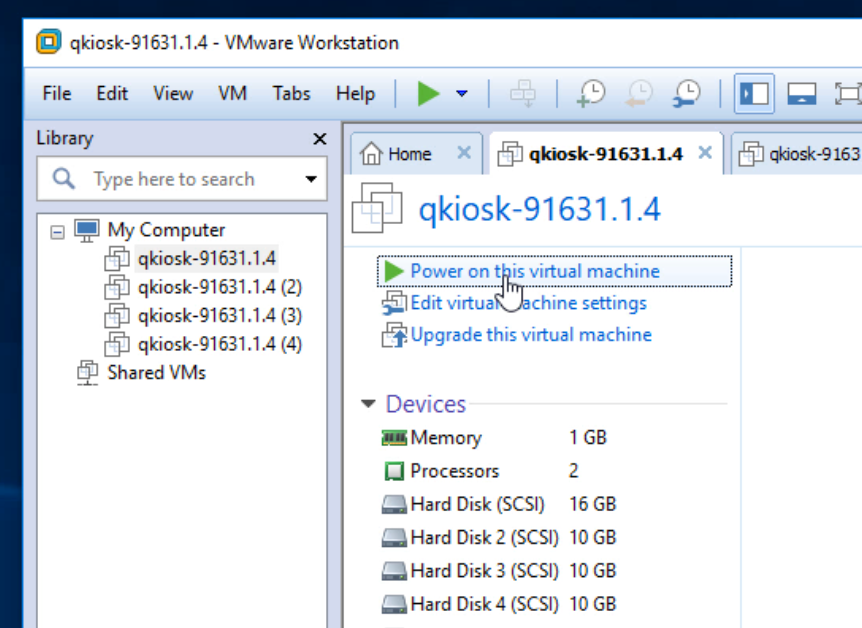 qkiosk-91631.1.4 - VMware Workstation
File Edit View VM Tabs Help
Library
Type here to search
My Computer
qkiosk-91631.1.4
qkiosk-91631.1.4 (2)
qkiosk-91631.1.4 (3)
qkiosk-91631.1.4 (4)
Shared VMs
Home qkiosk-91631.1.4 qkiosk-9163
qkiosk-91631.1.4
Power on this virtual machine
Edit virtual machine settings
Upgrade this virtual machine
Devices
Memory 1 GB
Processors 2
Hard Disk (SCSI) 16 GB
Hard Disk 2 (SCSI) 10 GB
Hard Disk 3 (SCSI) 10 GB
Hard Disk 4 (SCSI) 10 GB